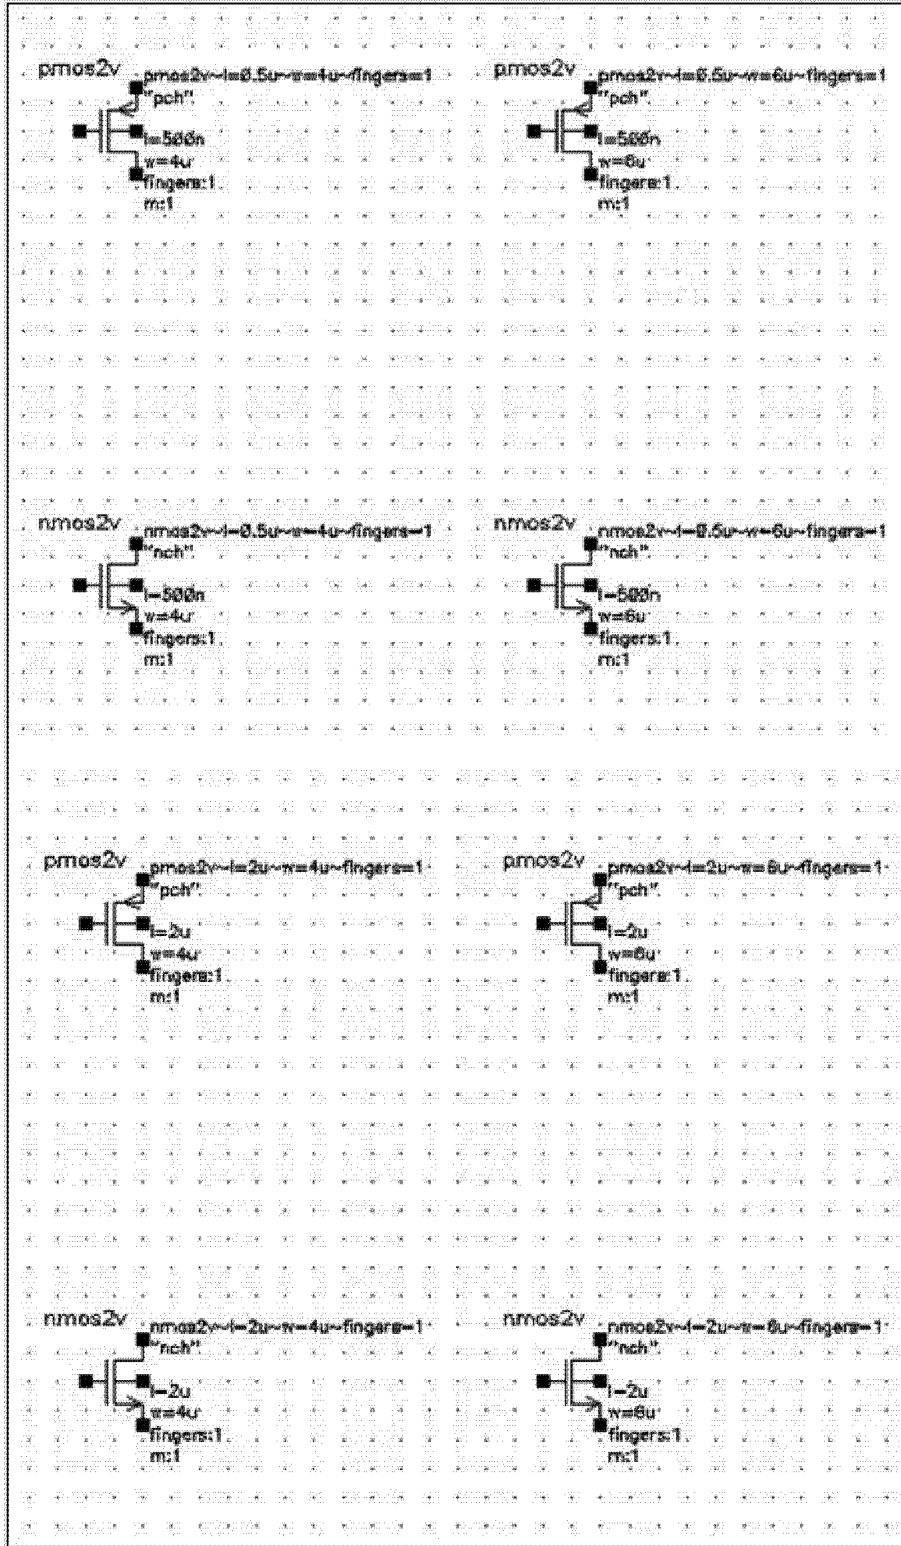 pmos2v
pmos2v~l=0.5u~w=4u~fingers=1
"pch"
l=500n
w=4u
fingers:1
m:1
pmos2v
pmos2v~l=0.5u~w=6u~fingers=1
"pch"
l=500n
w=6u
fingers:1
m:1
nmos2v
nmos2v~l=0.5u~w=4u~fingers=1
"nch"
l=500n
w=4u
fingers:1
m:1
nmos2v
nmos2v~l=0.5u~w=6u~fingers=1
"nch"
l=500n
w=6u
fingers:1
m:1
pmos2v
pmos2v~l=2u~w=4u~fingers=1
"pch"
l=2u
w=4u
fingers:1
m:1
pmos2v
pmos2v~l=2u~w=6u~fingers=1
"pch"
l=2u
w=6u
fingers:1
m:1
nmos2v
nmos2v~l=2u~w=4u~fingers=1
"nch"
l=2u
w=4u
fingers:1
m:1
nmos2v
nmos2v~l=2u~w=6u~fingers=1
"nch"
l=2u
w=6u
fingers:1
m:1